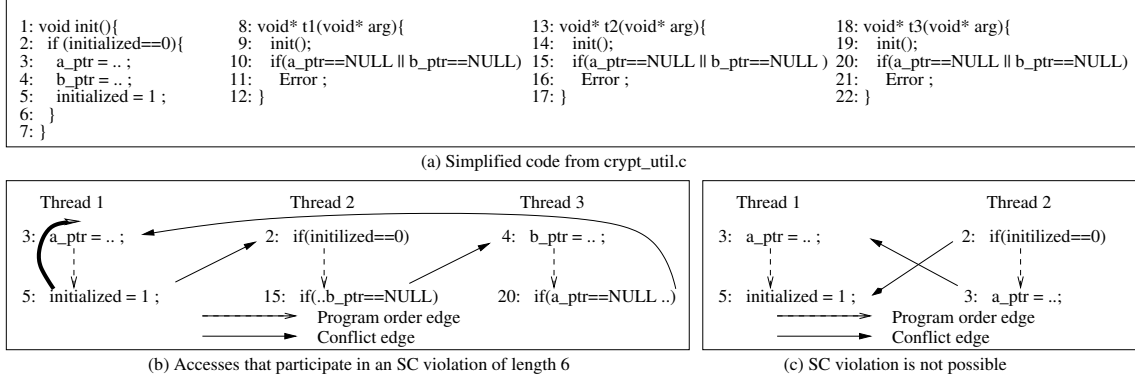 1: void init(){
2: if (initialized==0){
3: a_ptr = .. ;
4: b_ptr = .. ;
5: initialized = 1 ;
6: }
7: }
8: void* t1(void* arg){
9: init();
10: if(a_ptr==NULL || b_ptr==NULL)
11: Error ;
12: }
13: void* t2(void* arg){
14: init();
15: if(a_ptr==NULL || b_ptr==NULL )
16: Error ;
17: }
18: void* t3(void* arg){
19: init();
20: if(a_ptr==NULL || b_ptr==NULL)
21: Error ;
22: }
(a) Simplified code from crypt_util.c
Thread 1 Thread 2 Thread 3
3: a_ptr = .. ; 2: if(initilized==0) 4: b_ptr = .. ;
5: initialized = 1 ; 15: if(..b_ptr==NULL) 20: if(a_ptr==NULL ..)
Program order edge
Conflict edge
(b) Accesses that participate in an SC violation of length 6
Thread 1 Thread 2
3: a_ptr = .. ; 2: if(initilized==0)
5: initialized = 1 ; 3: a_ptr = ..;
Program order edge
Conflict edge
(c) SC violation is not possible